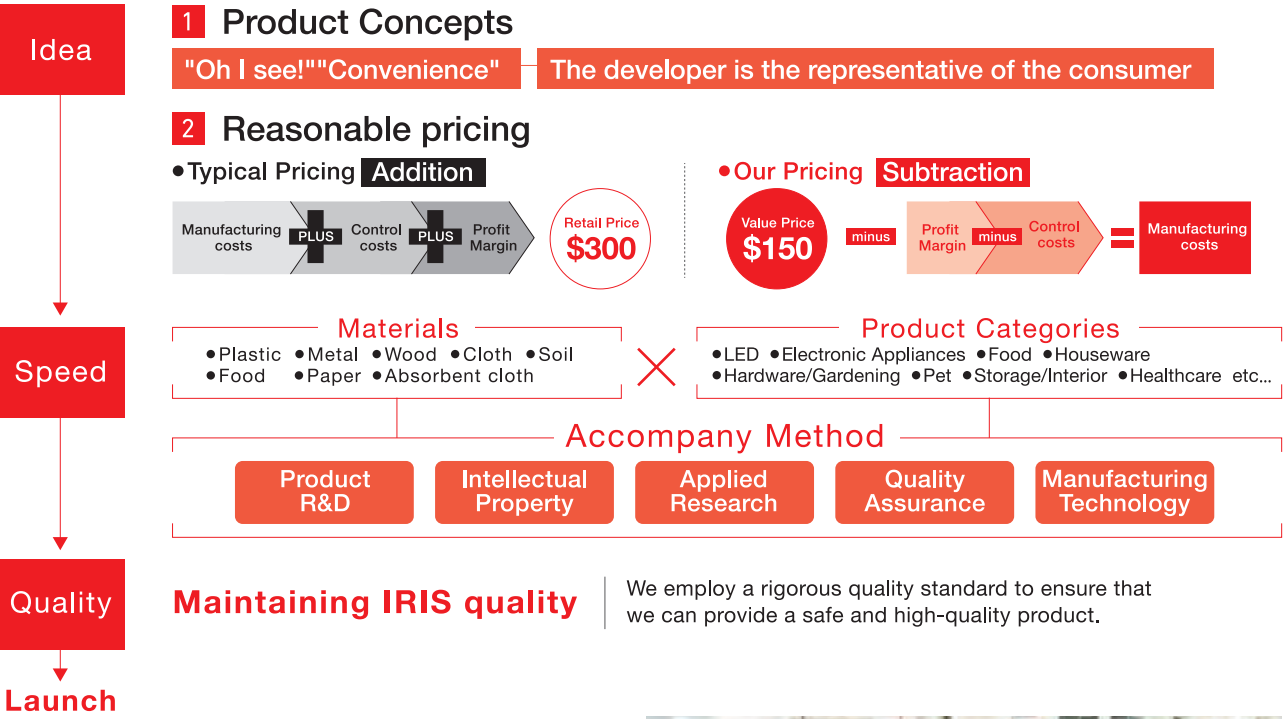 Idea
1 Product Concepts
"Oh I see!""Convenience"
The developer is the representative of the consumer
2 Reasonable pricing
●Typical Pricing Addition
Manufacturing
costs
PLUS
Control
costs
PLUS
Profit
Margin
Retail Price
$300
●Our Pricing Subtraction
Value Price
$150
minus
Profit
Margin
minus
Control
costs
=
Manufacturing
costs
Speed
Materials
●Plastic ●Metal ●Wood ●Cloth ●Soil
●Food ●Paper ●Absorbent cloth
×
Product Categories
●LED ●Electronic Appliances ●Food ●Houseware
●Hardware/Gardening ●Pet ●Storage/Interior ●Healthcare etc...
Accompany Method
Product
R&D
Intellectual
Property
Applied
Research
Quality
Assurance
Manufacturing
Technology
Quality
Maintaining IRIS quality
We employ a rigorous quality standard to ensure that
we can provide a safe and high-quality product.
Launch